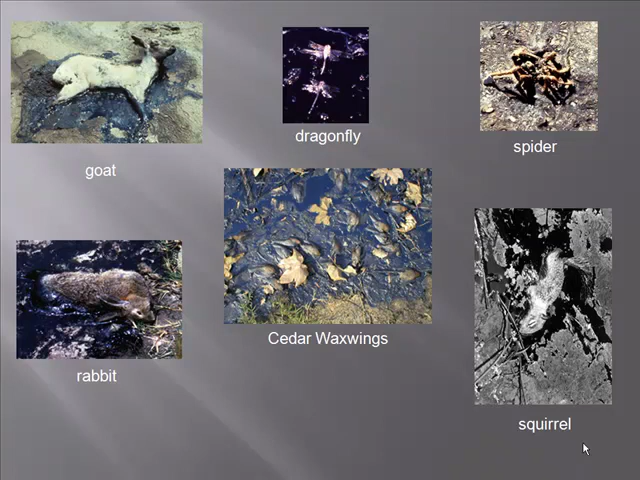 goat
dragonfly
spider
Cedar Waxwings
rabbit
squirrel